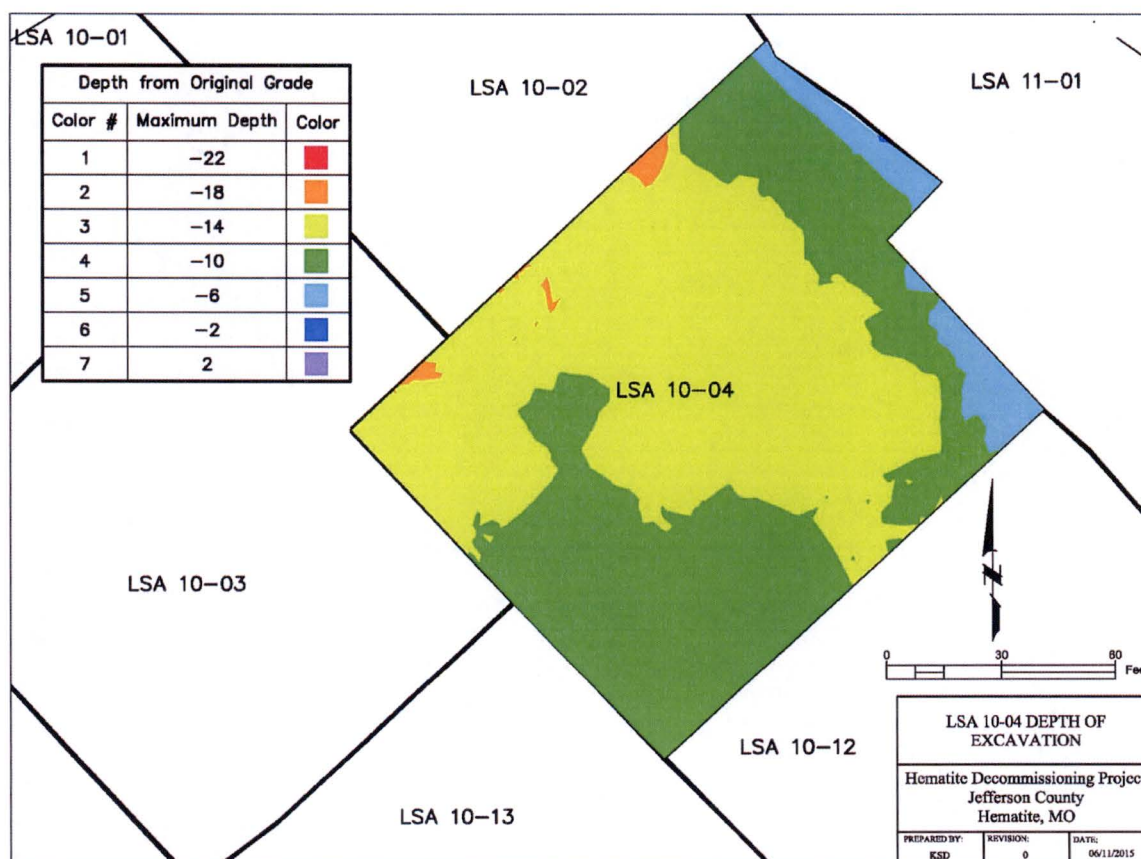 LSA 10-01
LSA 10-02
LSA 11-01
Depth from Original Grade
Color # Maximum Depth Color
1 -22
2 -18
3 -14
4 -10
5 -6
6 -2
7 2
LSA 10-04
LSA 10-03
N
0 30 60
Fee
LSA 10-04 DEPTH OF
EXCAVATION
LSA 10-12
Hematite Decommissioning Projec
Jefferson County
Hematite, MO
LSA 10-13
PREPARED BY: REVISION: DATE:
KSD 0 06/11/2015